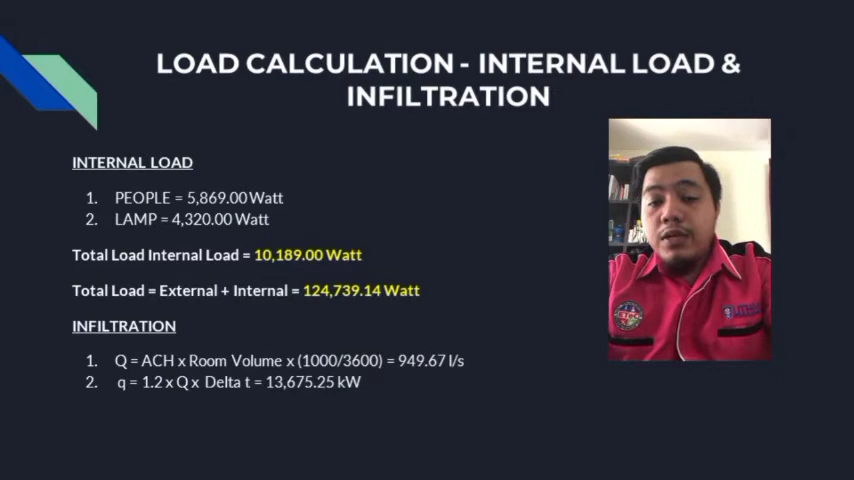 LOAD CALCULATION - INTERNAL LOAD &
INFILTRATION
INTERNAL LOAD
1. PEOPLE = 5,869.00 Watt
2. LAMP = 4,320.00 Watt
Total Load Internal Load = 10,189.00 Watt
Total Load = External + Internal = 124,739.14 Watt
INFILTRATION
1. Q = ACH x Room Volume x (1000/3600) = 949.67 l/s
2. q = 1.2 x Q x Delta t = 13,675.25 kW